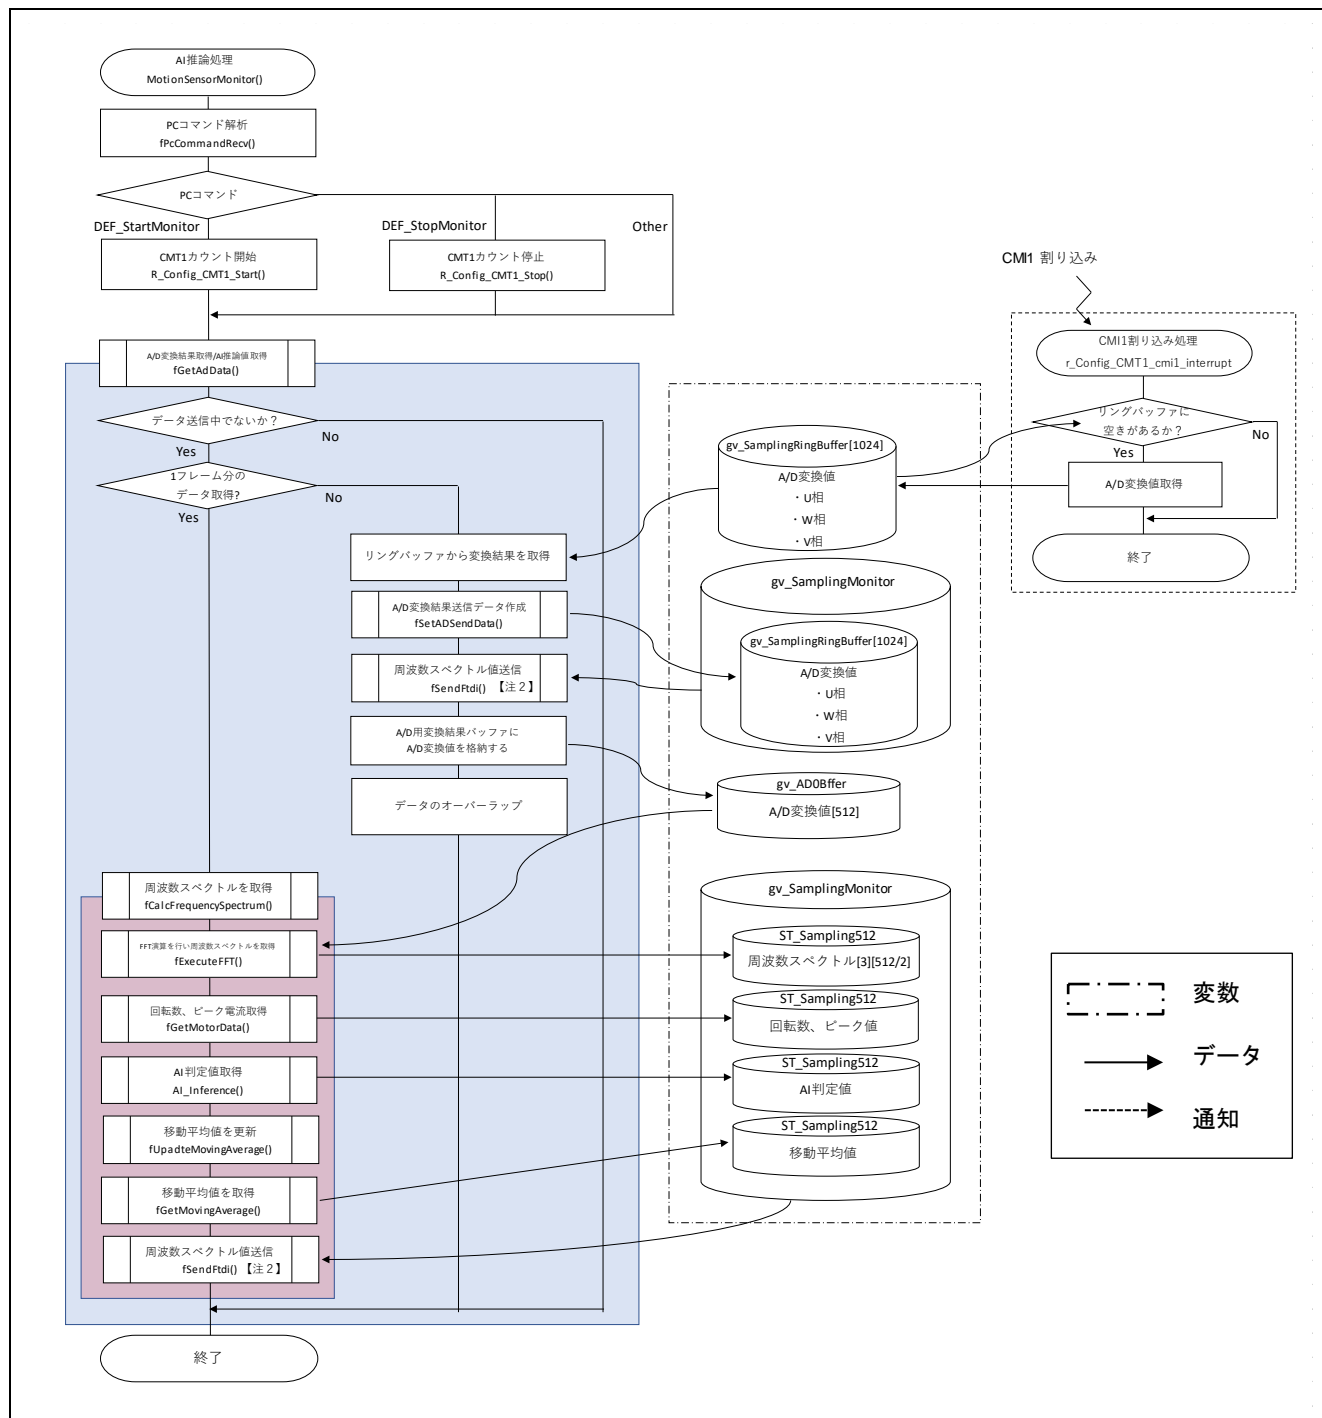 AI推論処理
MotionSensorMonitor()
PCコマンド解析
fPcCommandRecv()
PCコマンド
DEF_StartMonitor
DEF_StopMonitor
Other
CMT1カウント開始
R_Config_CMT1_Start()
CMT1カウント停止
R_Config_CMT1_Stop()
A/D変換結果取得/AI推論値取得
fGetAdData()
データ送信中でないか？
No
Yes
1フレーム分の
データ取得?
No
Yes
リングバッファから変換結果を取得
A/D変換結果送信データ作成
fSetADSendData()
周波数スペクトル値送信
fSendFtdi() 【注２】
A/D用変換結果バッファに
A/D変換値を格納する
データのオーバーラップ
周波数スペクトルを取得
fCalcFrequencySpectrum()
FFT演算を行い周波数スペクトルを取得
fExecuteFFT()
回転数、ピーク電流取得
fGetMotorData()
AI判定値取得
AI_Inference()
移動平均値を更新
fUpadteMovingAverage()
移動平均値を取得
fGetMovingAverage()
周波数スペクトル値送信
fSendFtdi() 【注２】
終了
gv_SamplingRingBuffer[1024]
A/D変換値
・U相
・W相
・V相
gv_SamplingMonitor
gv_SamplingRingBuffer[1024]
A/D変換値
・U相
・W相
・V相
gv_AD0Bffer
A/D変換値[512]
gv_SamplingMonitor
ST_Sampling512
周波数スペクトル[3][512/2]
ST_Sampling512
回転数、ピーク値
ST_Sampling512
AI判定値
ST_Sampling512
移動平均値
CMI1 割り込み
CMI1割り込み処理
r_Config_CMT1_cmi1_interrupt
リングバッファに
空きがあるか？
No
Yes
A/D変換値取得
終了
変数
データ
通知